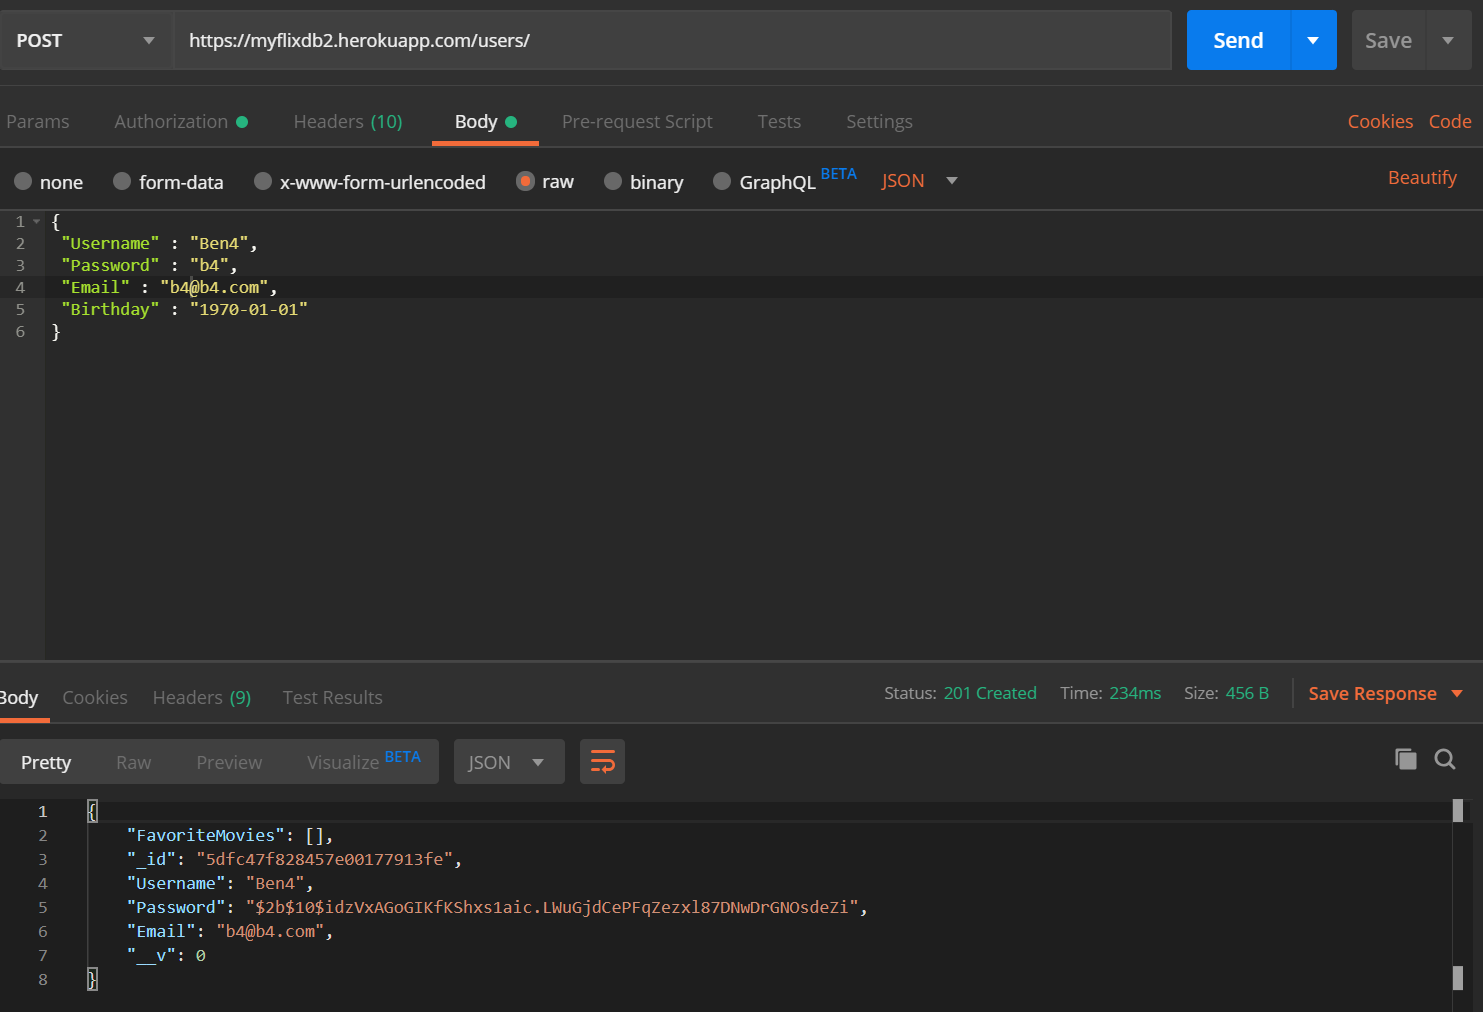 POST https://myflixdb2.herokuapp.com/users/ Send Save
Params Authorization Headers (10) Body Pre-request Script Tests Settings Cookies Code
none form-data x-www-form-urlencoded raw binary GraphQL BETA JSON Beautify
1 {
2 "Username" : "Ben4",
3 "Password" : "b4",
4 "Email" : "b4@b4.com",
5 "Birthday" : "1970-01-01"
6 }
Body Cookies Headers (9) Test Results Status: 201 Created Time: 234ms Size: 456 B Save Response
Pretty Raw Preview Visualize BETA JSON
1 {
2 "FavoriteMovies": [],
3 "_id": "5dfc47f828457e00177913fe",
4 "Username": "Ben4",
5 "Password": "$2b$10$idzVxAGoGIKfKShxs1aic.LWuGjdCePFqZezxl87DNwDrGNOsdeZi",
6 "Email": "b4@b4.com",
7 "__v": 0
8 }